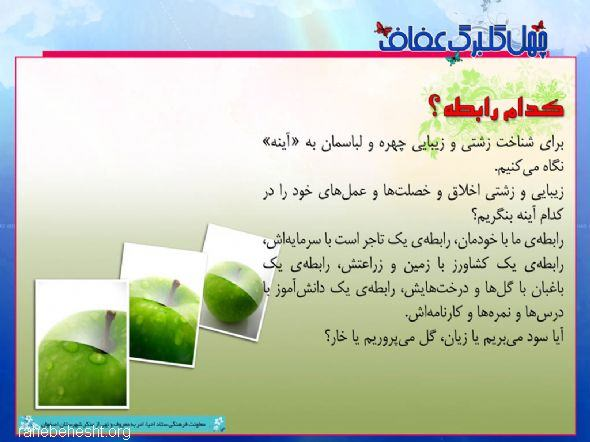 چهل گلبرگ عفاف
کدام رابطه ؟
برای شناخت زشتی و زیبایی چهره و لباسمان به «آینه»
نگاه می‌کنیم.
زیبایی و زشتی اخلاق و خصلت‌ها و عمل‌های خود را در
کدام آینه بنگریم؟
رابطه‌ی ما با خودمان، رابطه‌ی یک تاجر است با سرمایه‌اش،
رابطه‌ی یک کشاورز با زمین و زراعتش، رابطه‌ی یک
باغبان با گل‌ها و درخت‌هایش، رابطه‌ی یک دانش‌آموز با
درس‌ها و نمره‌ها و کارنامه‌اش.
آیا سود می‌بریم یا زیان، گل می‌پروریم یا خار؟
معاونت فرهنگی ستاد احیاء امر به معروف و نهی از منکر شهرستان اصفهان
ranebehesht.org